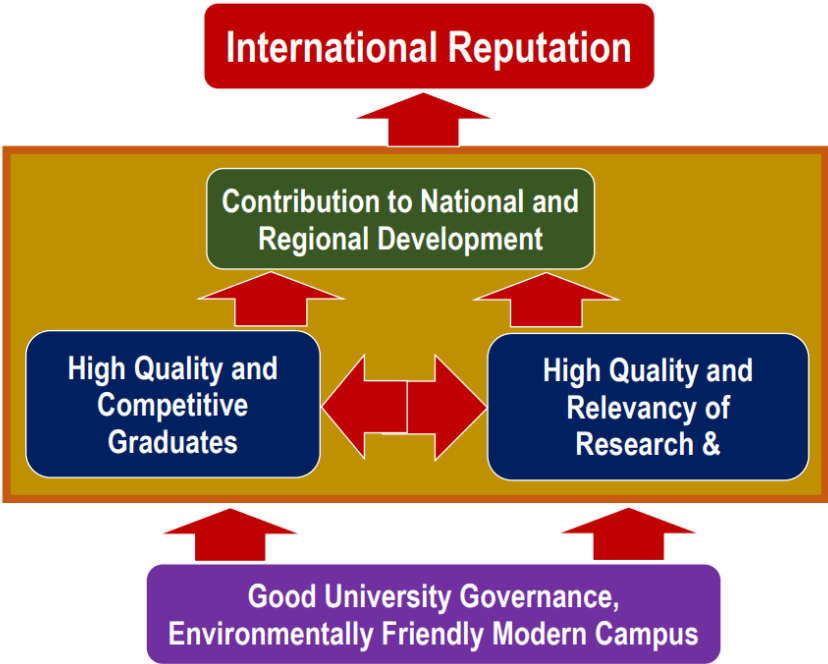 International Reputation
Contribution to National and
Regional Development
High Quality and
Competitive
Graduates
High Quality and
Relevancy of
Research &
Good University Governance,
Environmentally Friendly Modern Campus